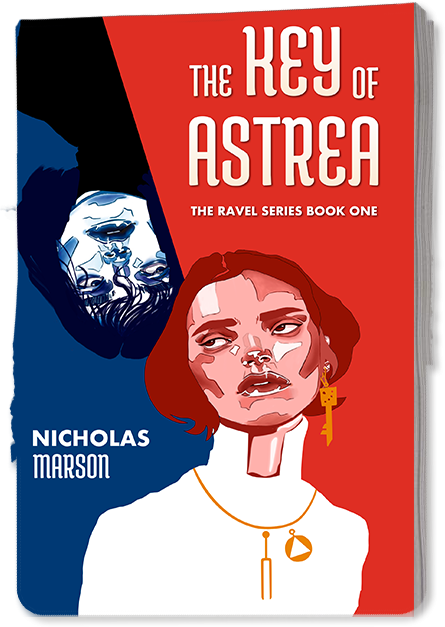 THE KEY OF
ASTREA
THE RAVEL SERIES BOOK ONE
NICHOLAS
MARSON